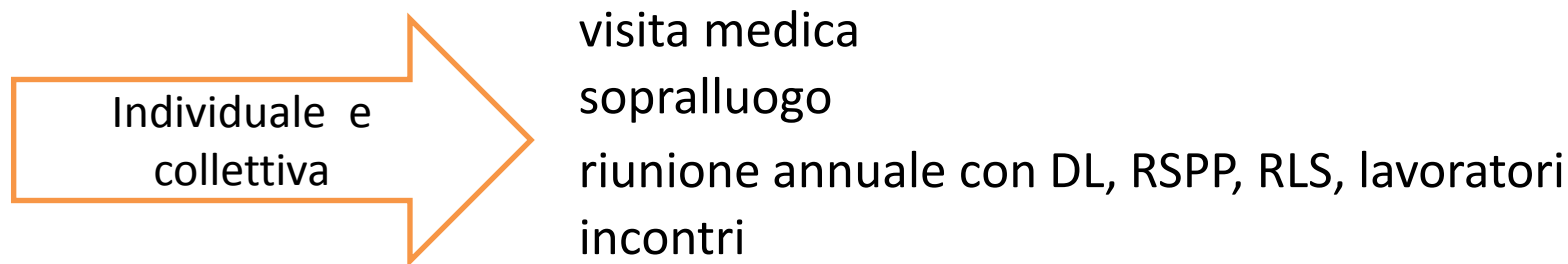 Individuale e
collettiva
visita medica
sopralluogo
riunione annuale con DL, RSPP, RLS, lavoratori
incontri